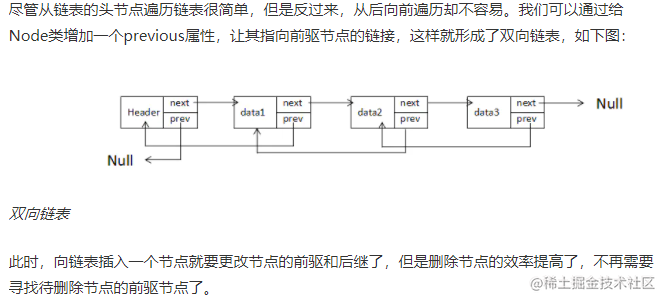 尽管从链表的头节点遍历链表很简单，但是反过来，从后向前遍历却不容易。我们可以通过给
Node类增加一个previous属性，让其指向前驱节点的链接，这样就形成了双向链表，如下图：
Header
next
prev
data1
next
prev
data2
next
prev
data3
next
prev
Null
Null
双向链表
此时，向链表插入一个节点就要更改节点的前驱和后继了，但是删除节点的效率提高了，不再需要
寻找待删除节点的前驱节点了。
@稀土掘金技术社区